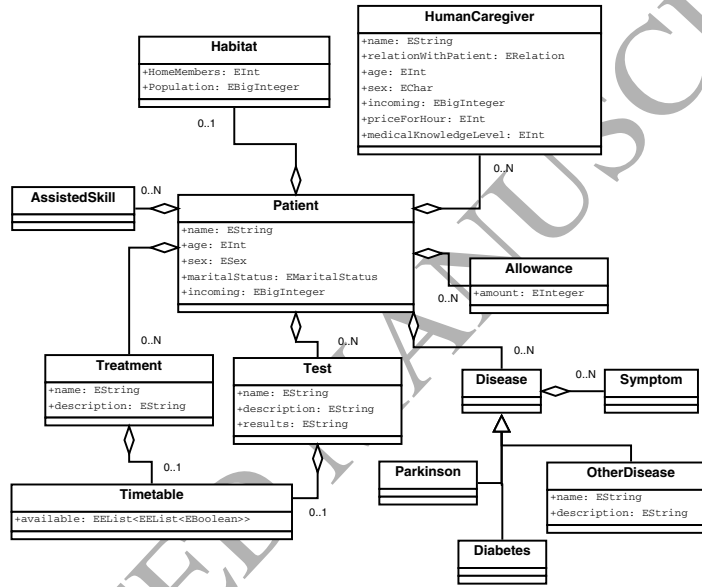 HumanCaregiver
+name: EString
+relationWithPatient: ERelation
+age: EInt
+sex: EChar
+incoming: EBigInteger
+priceForHour: EInt
+medicalKnowledgeLevel: EInt
Habitat
+HomeMembers: EInt
+Population: EBigInteger
0..1
0..N
AssistedSkill
0..N
Patient
+name: EString
+age: EInt
+sex: ESex
+maritalStatus: EMaritalStatus
+incoming: EBigInteger
Allowance
+amount: EInteger
0..N
0..N
0..N
0..N
Treatment
+name: EString
+description: EString
Test
+name: EString
+description: EString
+results: EString
Disease
0..N
Symptom
0..1
Timetable
+available: EEList<EEList<EBoolean>>
0..1
Parkinson
OtherDisease
+name: EString
+description: EString
Diabetes